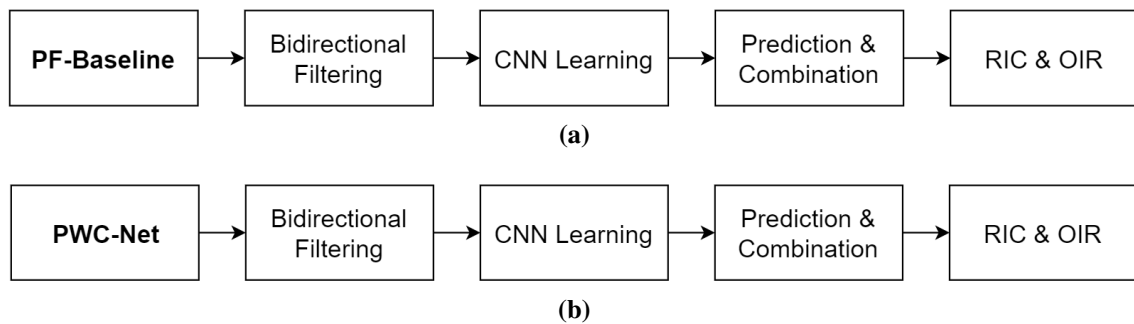 PF-Baseline
Bidirectional
Filtering
CNN Learning
Prediction &
Combination
RIC & OIR
(a)
PWC-Net
Bidirectional
Filtering
CNN Learning
Prediction &
Combination
RIC & OIR
(b)